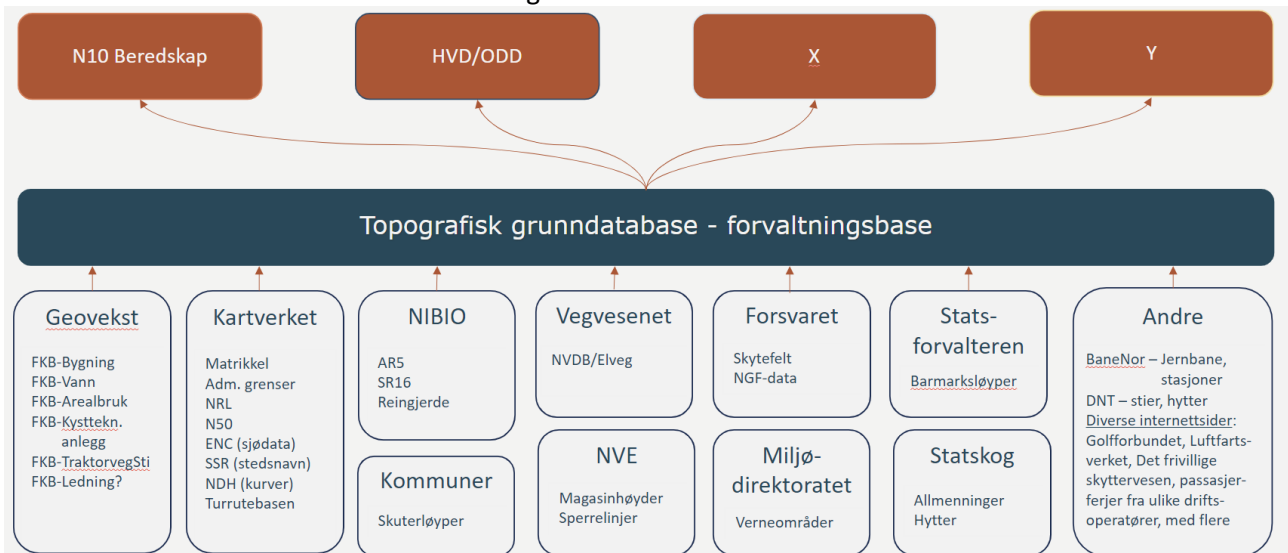 N10 Beredskap
HVD/ODD
X
Y
Topografisk grunndatabase - forvaltningsbase
Geovekst
FKB-Bygning
FKB-Vann
FKB-Arealbruk
FKB-Kysttekn.
anlegg
FKB-TraktorvegSti
FKB-Ledning?
Kartverket
Matrikkel
Adm. grenser
NRL
N50
ENC (sjødata)
SSR (stedsnavn)
NDH (kurver)
Turrutebasen
NIBIO
AR5
SR16
Reingjerde
Kommuner
Skuterløyper
Vegvesenet
NVDB/Elveg
NVE
Magasinhøyder
Sperrelinjer
Forsvaret
Skytefelt
NGF-data
Miljø-
direktoratet
Verneområder
Stats-
forvalteren
Barmarksløyper
Statskog
Allmenninger
Hytter
Andre
BaneNor – Jernbane,
stasjoner
DNT – stier, hytter
Diverse internettsider:
Golfforbundet, Luftfarts-
verket, Det frivillige
skyttervesen, passasjer-
ferjer fra ulike drifts-
operatører, med flere